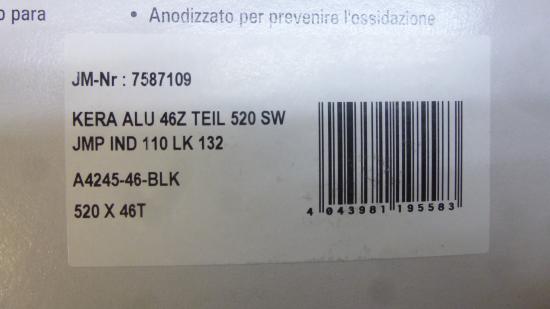 o para
• Anodizzato per prevenire l'ossidazione
JM-Nr : 7587109
KERA ALU 46Z TEIL 520 SW
JMP IND 110 LK 132
A4245-46-BLK
520 X 46T
4 043981 195583